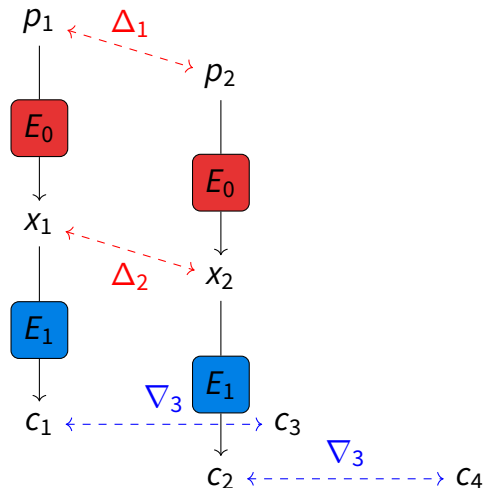 p₁
Δ₁
p₂
E₀
E₀
x₁
Δ₂
x₂
E₁
E₁
∇₃
c₁
c₃
∇₃
c₂
c₄